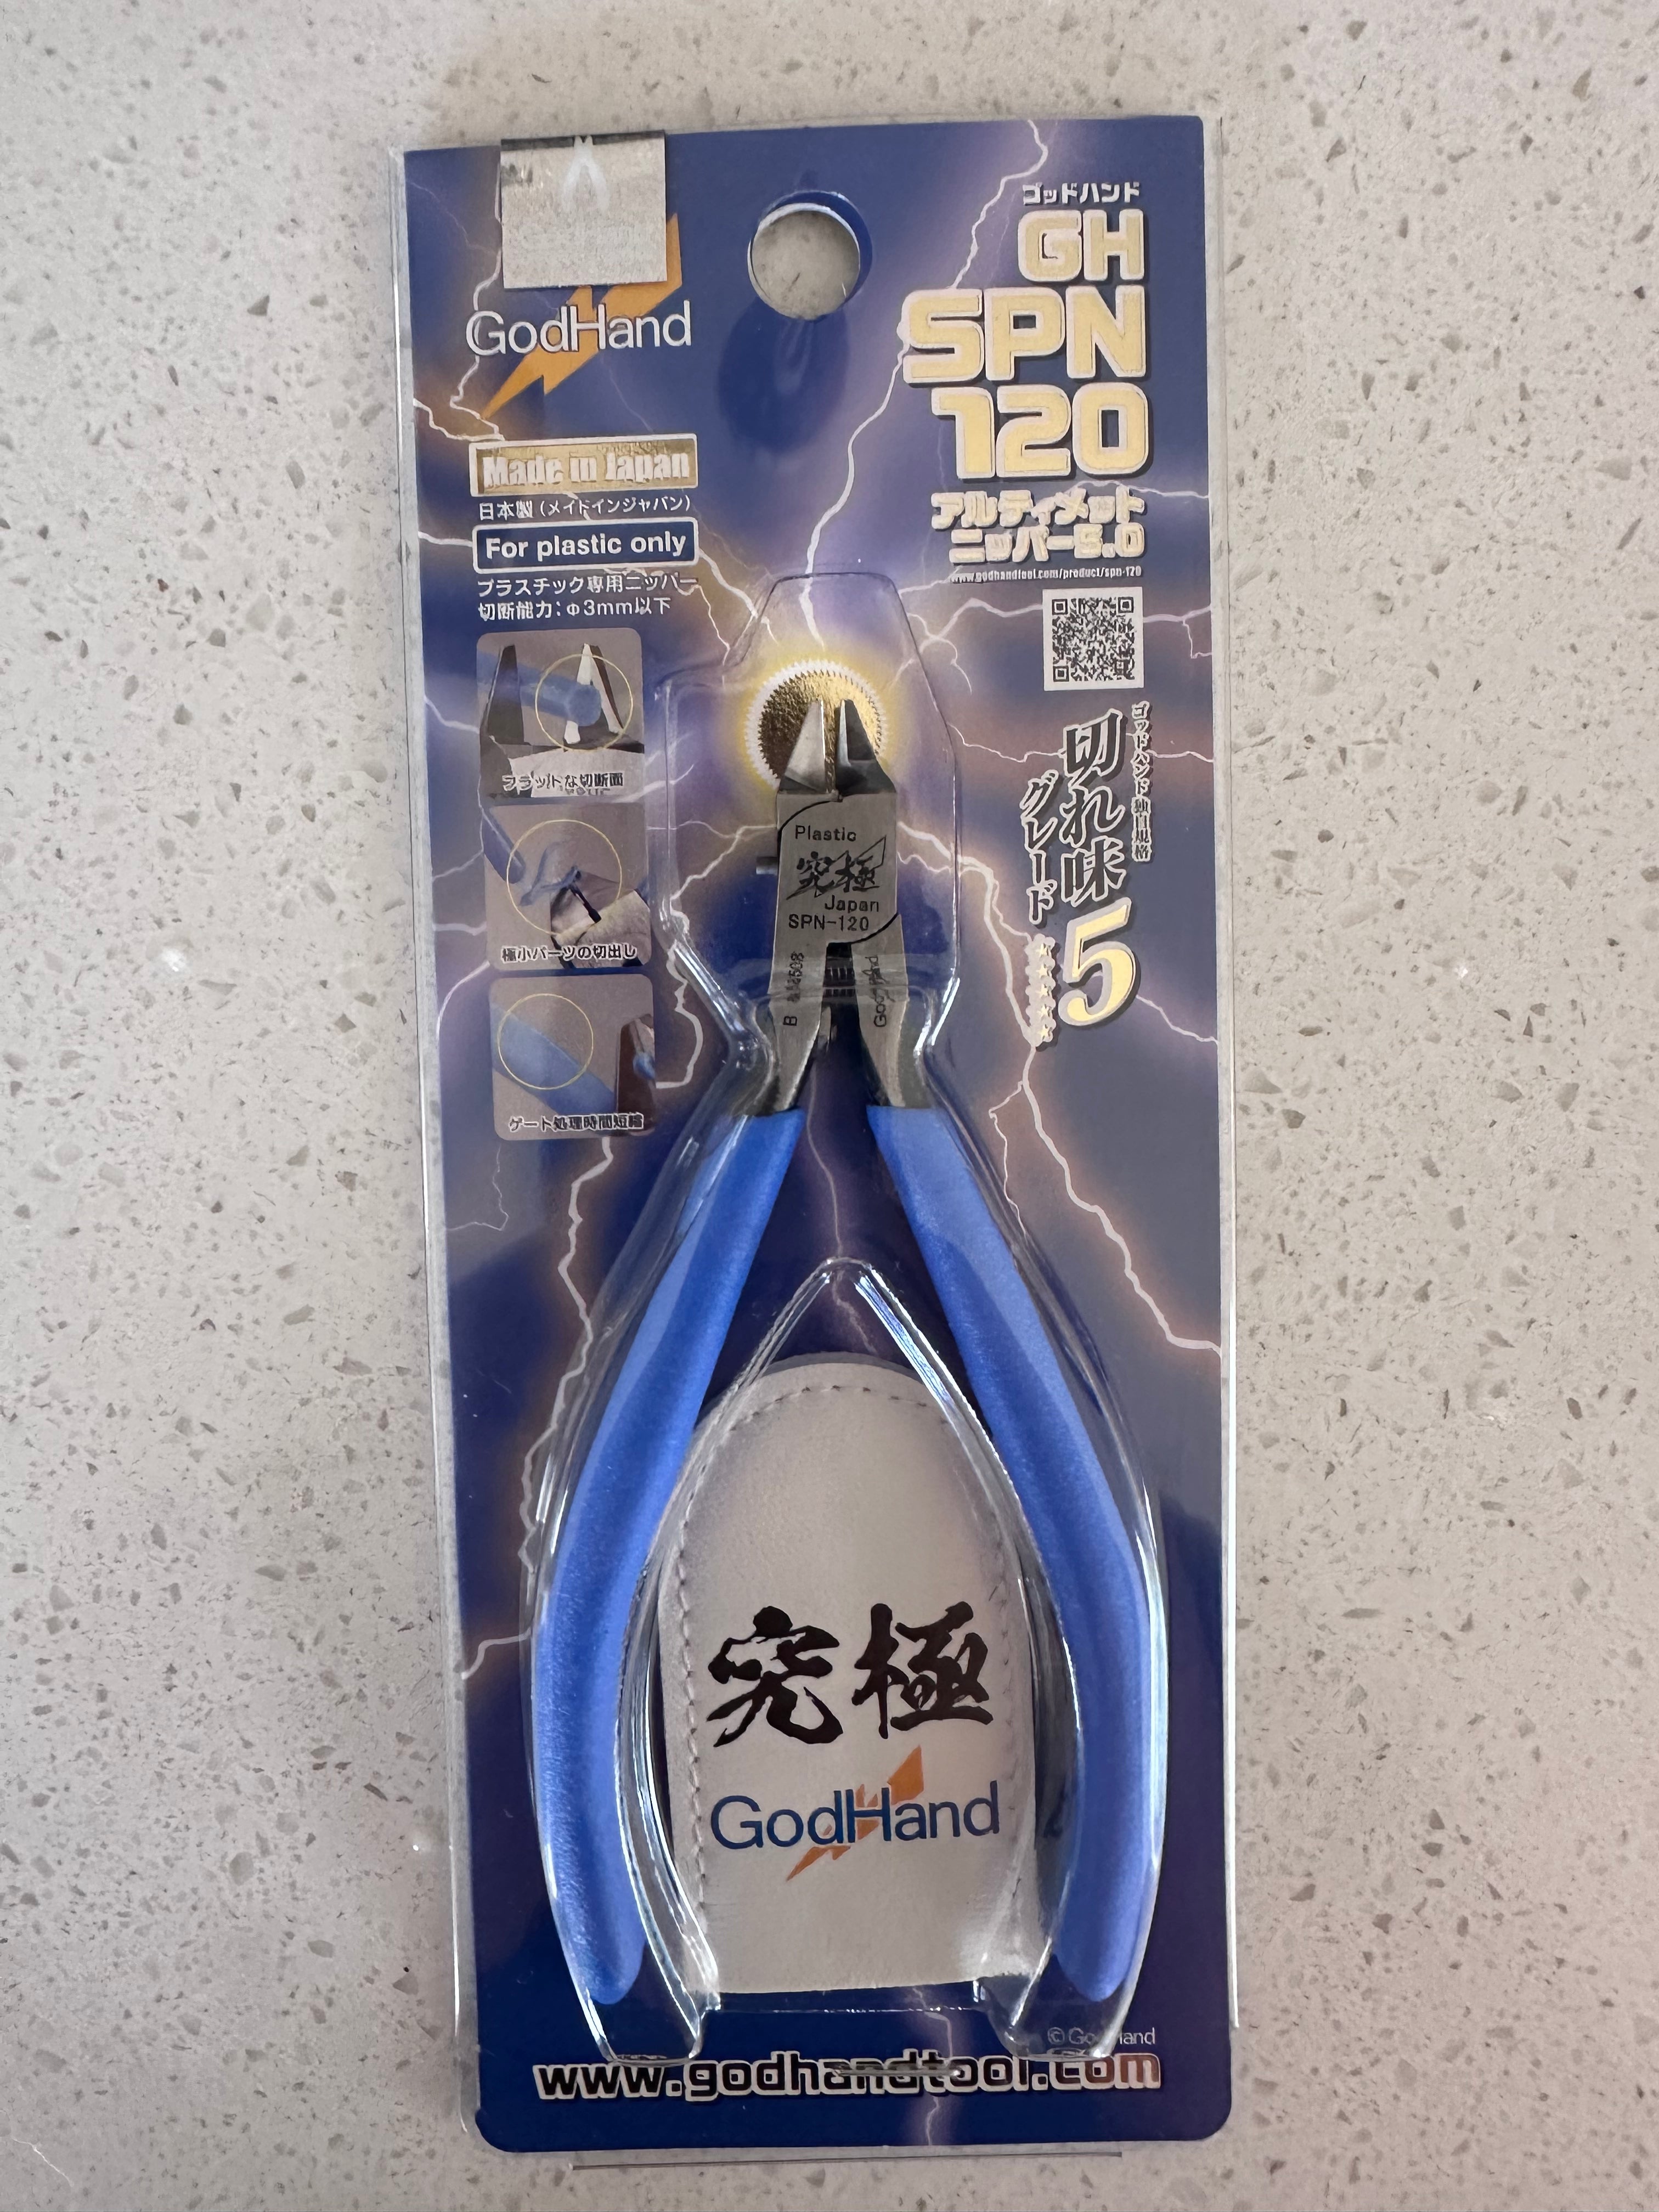 GodHand
Made in Japan
日本製（メイドインジャパン）
For plastic only
プラスチック専用ニッパー
切断能力：φ3mm以下
フラットな切断面
極小パーツの切出し
ゲート処理時間短縮
ゴッドハンド
GH
SPN
120
アルティメット
ニッパー5.0
www.godhandtool.com/product/spn-120
ゴッドハンド独自規格
切れ味
グレード
5
Plastic
究極
Japan
SPN-120
B
GodHand
究極
GodHand
© GodHand
www.godhandtool.com